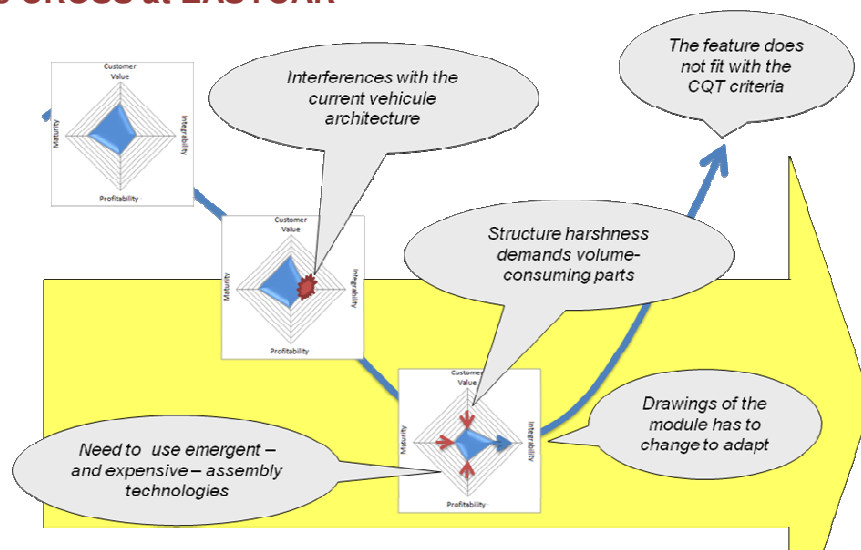 CROSS at EASTCAR
The feature does
not fit with the
CQT criteria
Interferences with the
current vehicule
architecture
Customer
Value
Maturity
Integrability
Profitability
Structure harshness
demands volume-
consuming parts
Customer
Value
Maturity
Integrability
Profitability
Customer
Value
Maturity
Integrability
Profitability
Drawings of the
module has to
change to adapt
Need to use emergent –
and expensive – assembly
technologies